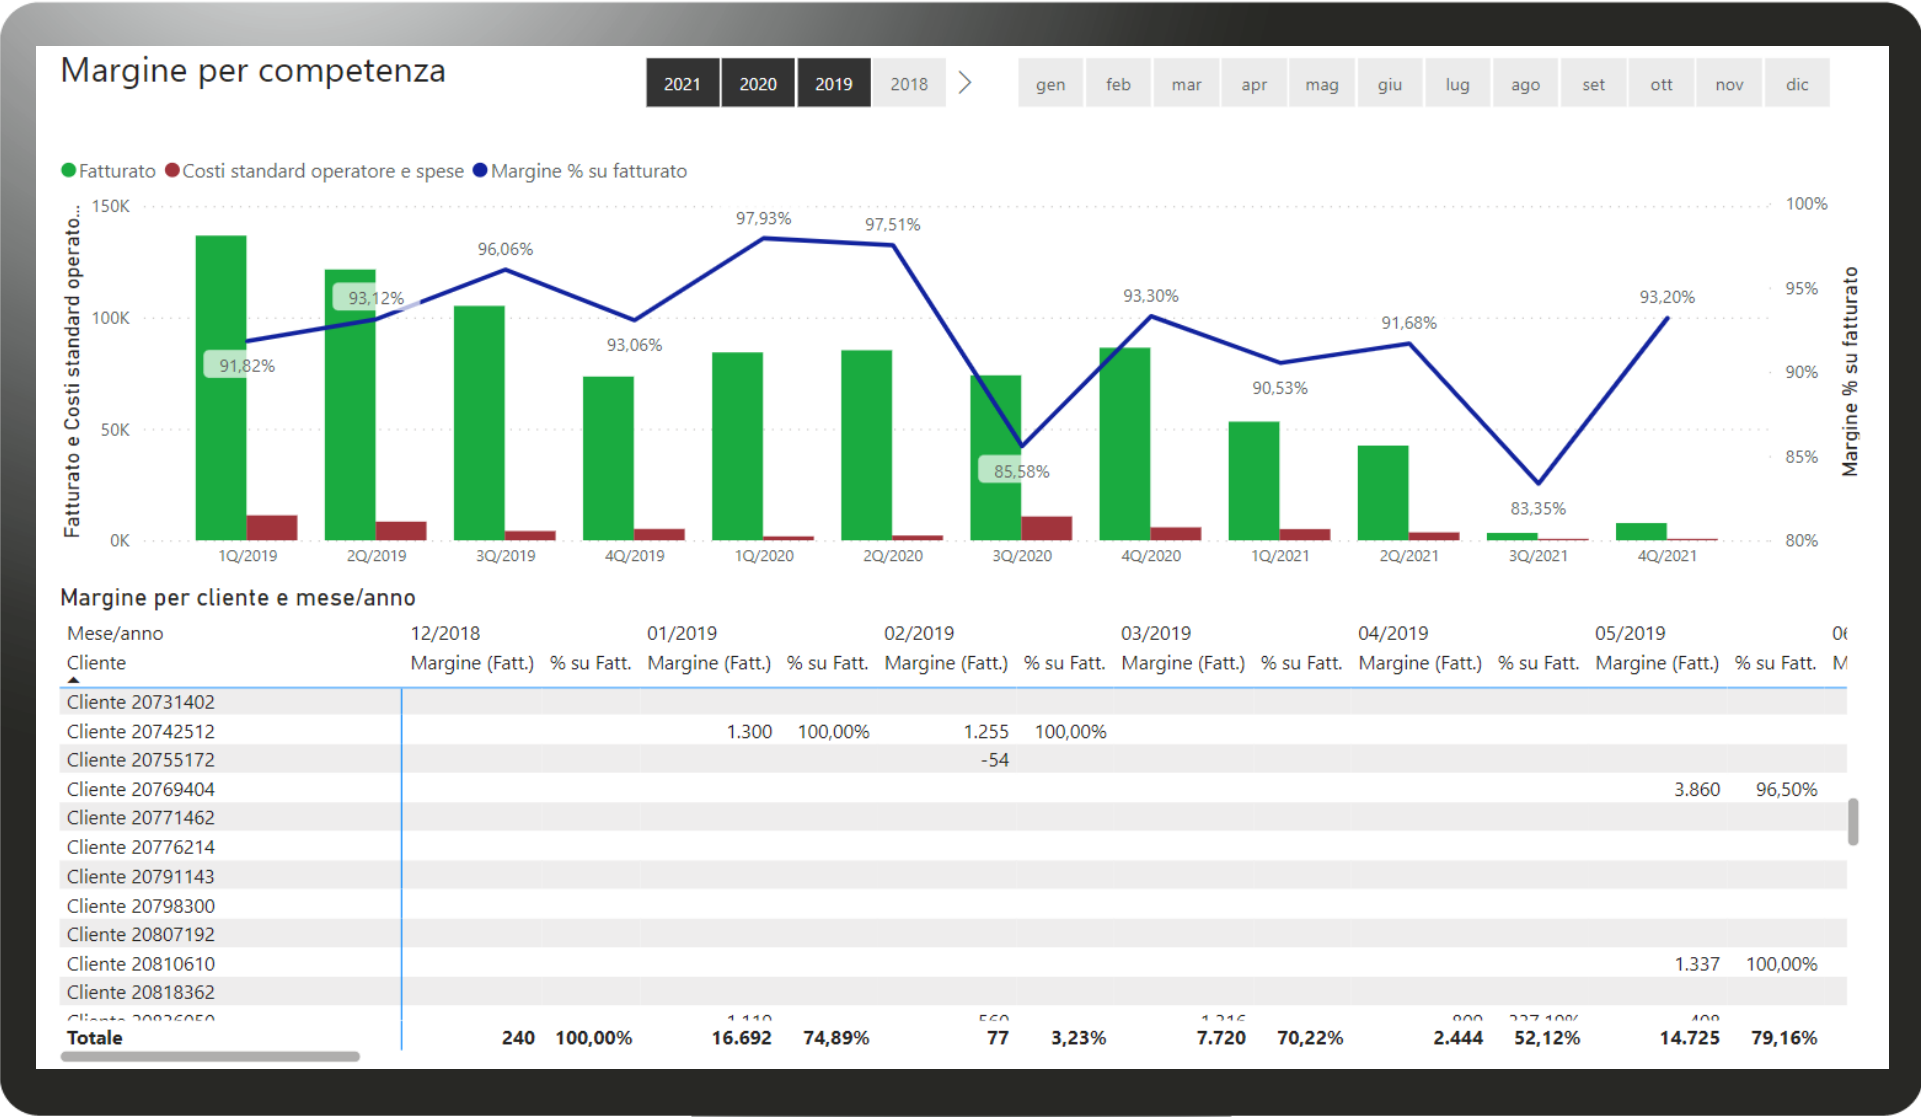 Margine per competenza
2021 2020 2019 2018 gen feb mar apr mag giu lug ago set ott nov dic
Fatturato Costi standard operatore e spese Margine % su fatturato
Fatturato e Costi standard operato...
150K
100K
50K
0K
91,82% 93,12% 96,06% 93,06% 97,93% 97,51% 85,58% 93,30% 90,53% 91,68% 83,35% 93,20%
100%
95%
90%
85%
80%
Margine % su fatturato
1Q/2019 2Q/2019 3Q/2019 4Q/2019 1Q/2020 2Q/2020 3Q/2020 4Q/2020 1Q/2021 2Q/2021 3Q/2021 4Q/2021
Margine per cliente e mese/anno
Mese/anno 12/2018 01/2019 02/2019 03/2019 04/2019 05/2019
Cliente Margine (Fatt.) % su Fatt. Margine (Fatt.) % su Fatt. Margine (Fatt.) % su Fatt. Margine (Fatt.) % su Fatt. Margine (Fatt.) % su Fatt. Margine (Fatt.) % su Fatt.
Cliente 20731402
Cliente 20742512 1.300 100,00% 1.255 100,00%
Cliente 20755172 -54
Cliente 20769404 3.860 96,50%
Cliente 20771462
Cliente 20776214
Cliente 20791143
Cliente 20798300
Cliente 20807192
Cliente 20810610 1.337 100,00%
Cliente 20818362
Totale 240 100,00% 16.692 74,89% 77 3,23% 7.720 70,22% 2.444 52,12% 14.725 79,16%